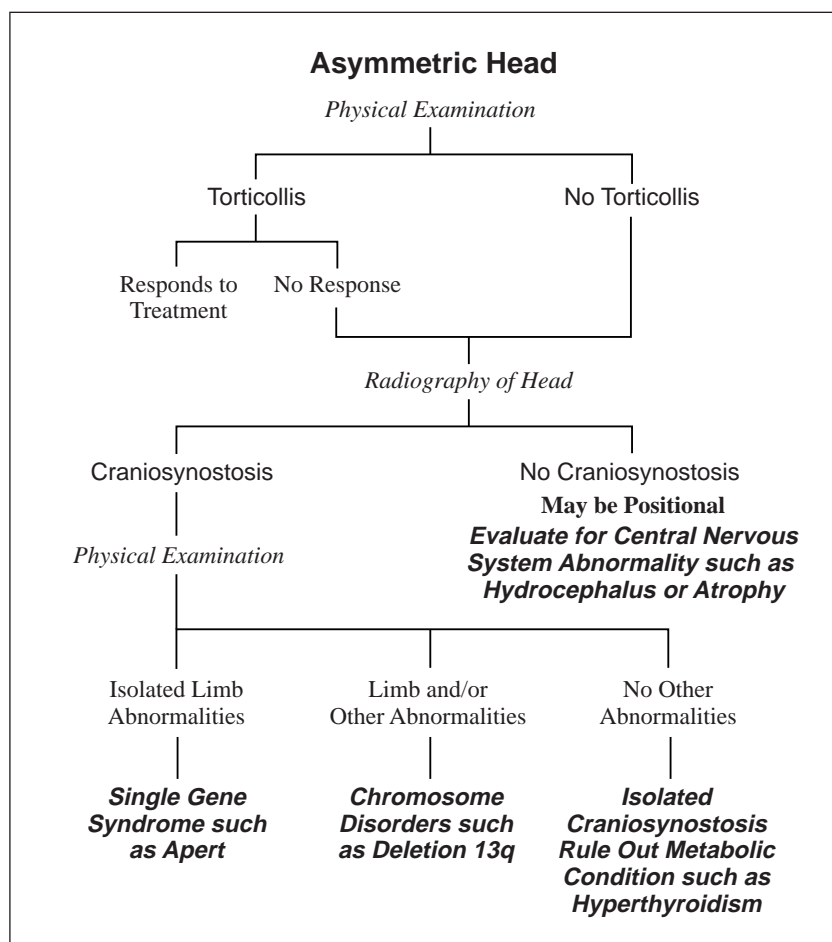 Asymmetric Head
Physical Examination
Torticollis
No Torticollis
Responds to
Treatment
No Response
Radiography of Head
Craniosynostosis
No Craniosynostosis
May be Positional
Evaluate for Central Nervous
System Abnormality such as
Hydrocephalus or Atrophy
Physical Examination
Isolated Limb
Abnormalities
Limb and/or
Other Abnormalities
No Other
Abnormalities
Single Gene
Syndrome such
as Apert
Chromosome
Disorders such
as Deletion 13q
Isolated
Craniosynostosis
Rule Out Metabolic
Condition such as
Hyperthyroidism